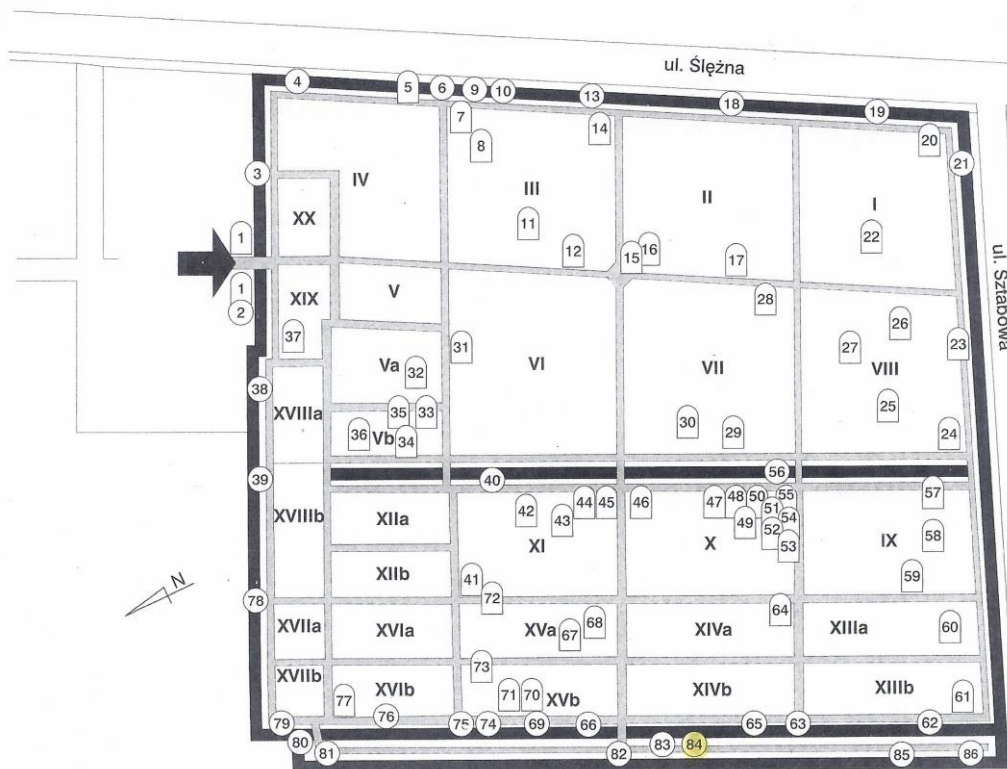 ul. Ślężna
4 5 6 9 10 13 18 19
7 14 20
8 21
3 IV III II I
XX 11 22
1 12 15 16 17
1 XIX V 28
2 26
37 31 27 23
Va 32 VI VII VIII
38 XVIIIa 25
35 33 30 29 24
36 Vb 34
ul. Sztabowa
39 40 56
44 45 46 47 48 50 55 57
XVIIIb XIIa 42 43 49 51 54 58
XI X 52 IX
XIIb 53
41 59
78 72 64
N
XVIIa XVIa XVa 67 68 XIVa XIIIa 60
XVIIb 73
77 XVIb 71 70 XVb XIVb XIIIb 61
79 76 75 74 69 66 65 63 62
80 81 82 83 84 85 86